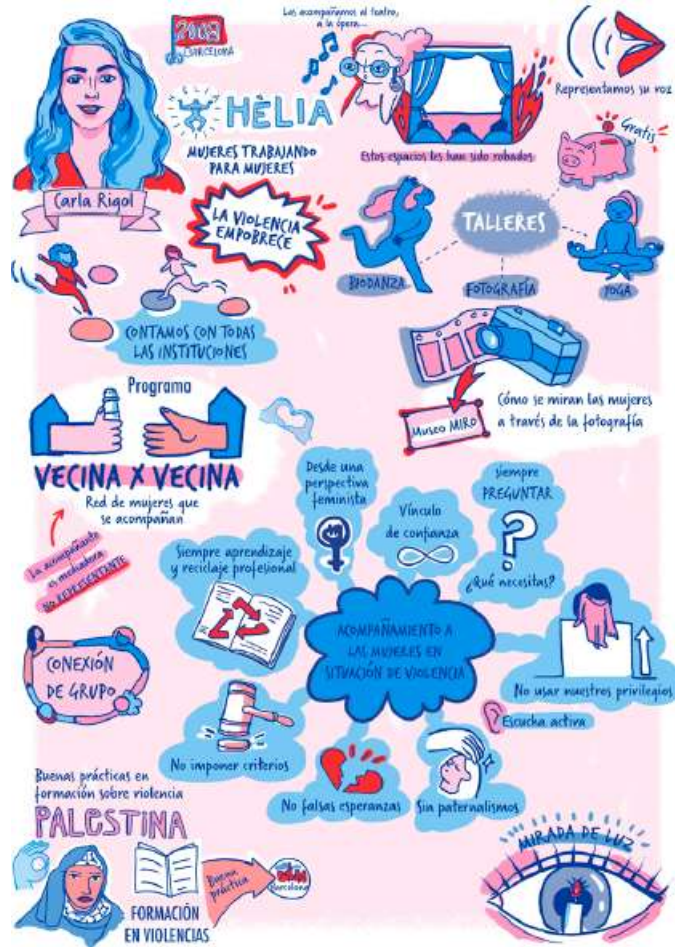 Las acompañamos al teatro,
a la ópera...
2003
BARCELONA
HÈLIA
MUJERES TRABAJANDO
PARA MUJERES
Carla Rigol
Estos espacios les han sido robados
Representamos su voz
Gratis
LA VIOLENCIA
EMPOBRECE
TALLERES
BIODANZA
FOTOGRAFÍA
YOGA
CONTAMOS CON TODAS
LAS INSTITUCIONES
Museo MIRO
Cómo se miran las mujeres
a través de la fotografía
Programa
VECINA X VECINA
Red de mujeres que
se acompañan
La acompañante
es mediadora
No REPRESENTANTE
CONEXIÓN
DE GRUPO
Desde una
perspectiva
feminista
Vínculo
de confianza
siempre
PREGUNTAR
?
¿Qué necesitas?
Siempre aprendizaje
y reciclaje profesional
ACOMPAÑAMIENTO A
LAS MUJERES EN
SITUACIÓN DE VIOLENCIA
No usar nuestros privilegios
Escucha activa
No imponer criterios
No falsas esperanzas
Sin paternalismos
Buenas prácticas en
formación sobre violencia
PALESTINA
FORMACIÓN
EN VIOLENCIAS
Buena
práctica
Barcelona
MIRADA DE LUZ